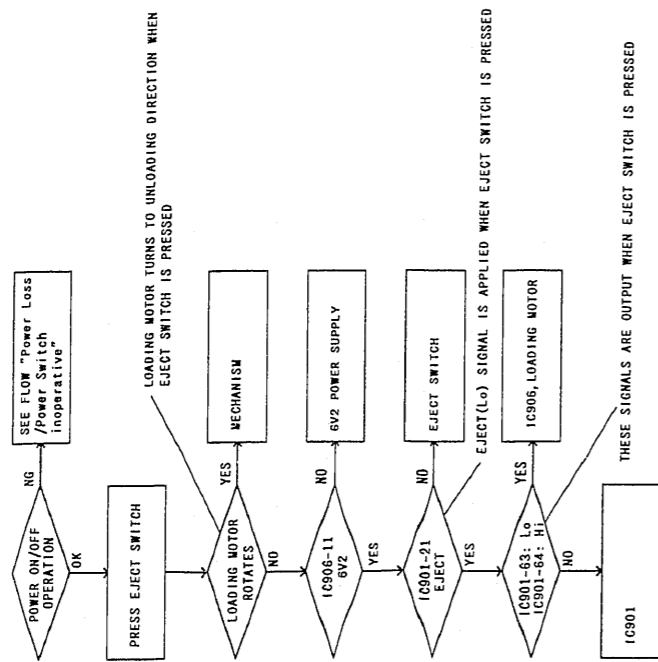 POWER ON/OFF
OPERATION
NG
SEE FLOW "Power Loss
/Power Switch
inoperative"
OK
PRESS EJECT SWITCH
LOADING MOTOR TURNS TO UNLOADING DIRECTION WHEN
EJECT SWITCH IS PRESSED
LOADING MOTOR
ROTATES
YES
MECHANISM
NO
IC906-11
6V2
NO
6V2 POWER SUPPLY
YES
IC901-21
EJECT
NO
EJECT SWITCH
EJECT(Lo) SIGNAL IS APPLIED WHEN EJECT SWITCH IS PRESSED
YES
IC901-63: Lo
IC901-64: Hi
YES
IC906,LOADING MOTOR
THESE SIGNALS ARE OUTPUT WHEN EJECT SWITCH IS PRESSED
NO
IC901